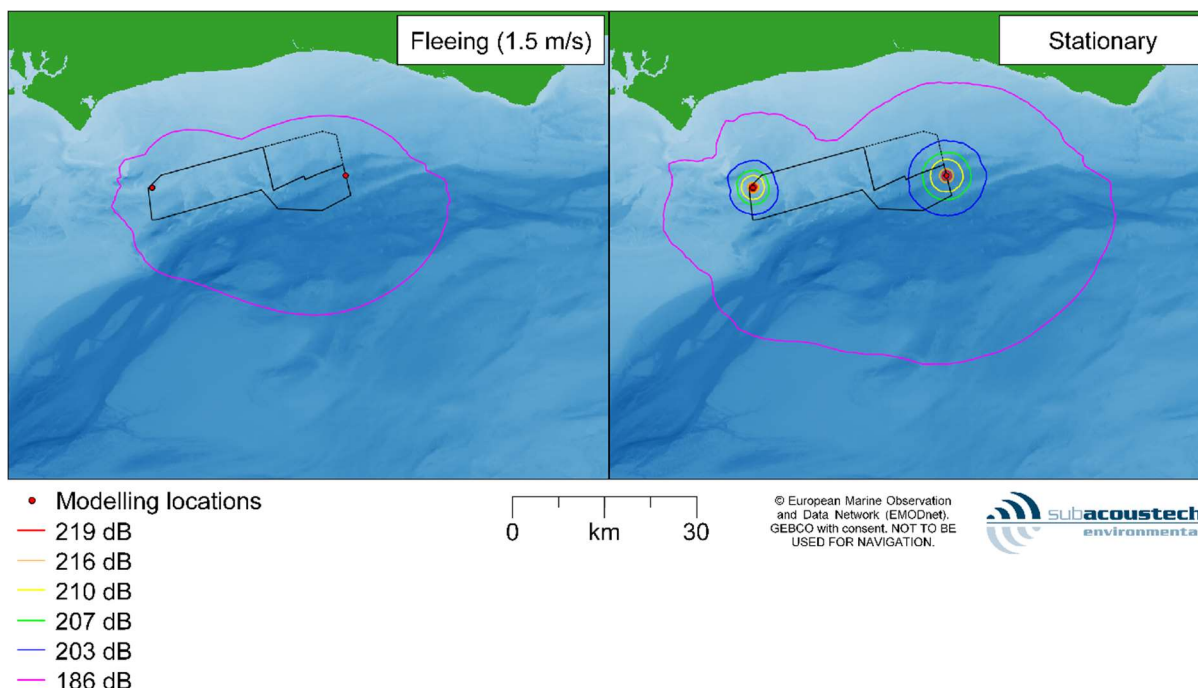 Fleeing (1.5 m/s)
Stationary
Modelling locations
219 dB
216 dB
210 dB
207 dB
203 dB
186 dB
0 km 30
© European Marine Observation
and Data Network (EMODnet).
GEBCO with consent. NOT TO BE
USED FOR NAVIGATION.
subacoustech
environmental